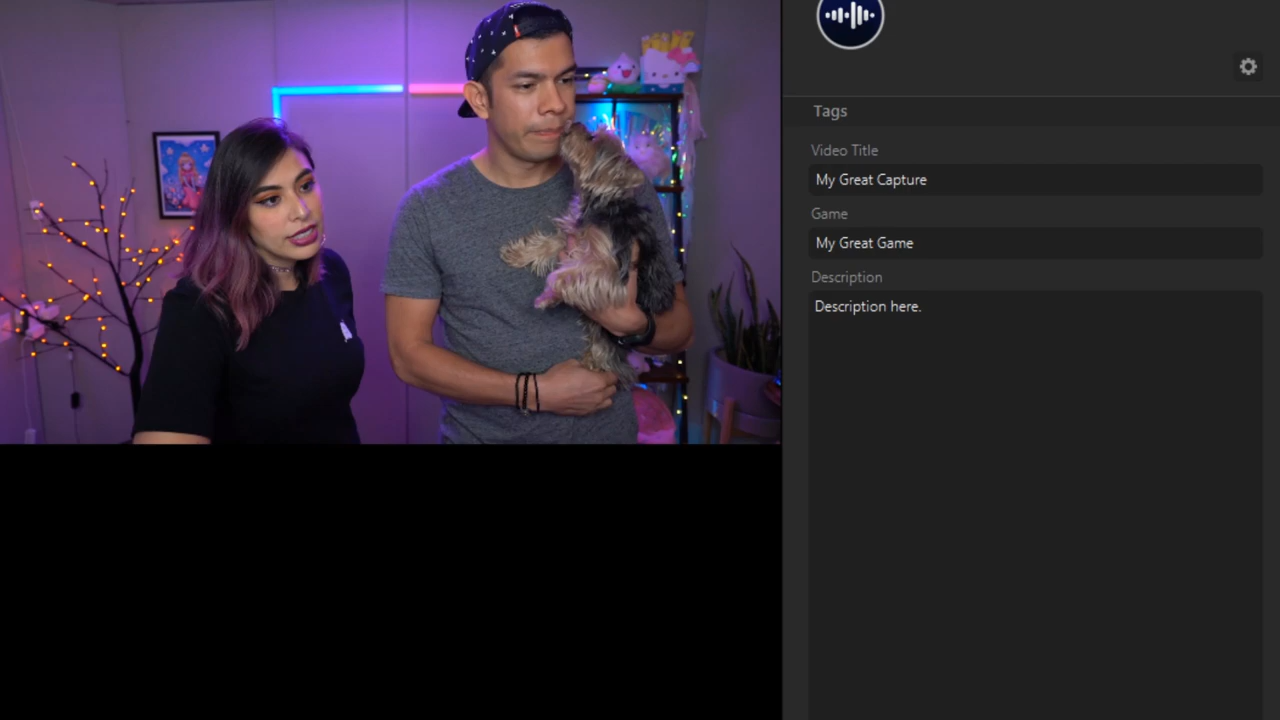 Tags
Video Title
My Great Capture
Game
My Great Game
Description
Description here.